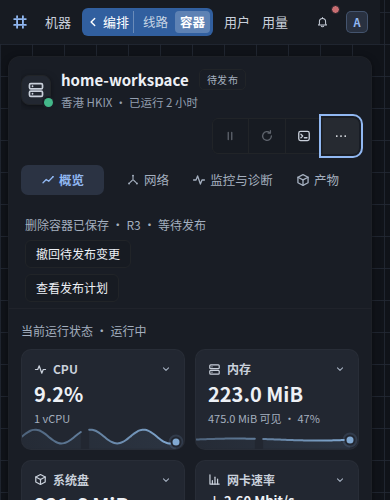 机器 编排 线路 容器 用户 用量 A
home-workspace 待发布
香港 HKIX • 已运行 2 小时
概览 网络 监控与诊断 产物
删除容器已保存 • R3 • 等待发布
撤回待发布变更
查看发布计划
当前运行状态 • 运行中
CPU 内存
9.2% 223.0 MiB
1 vCPU 475.0 MiB 可见 • 47%
系统盘 网卡速率